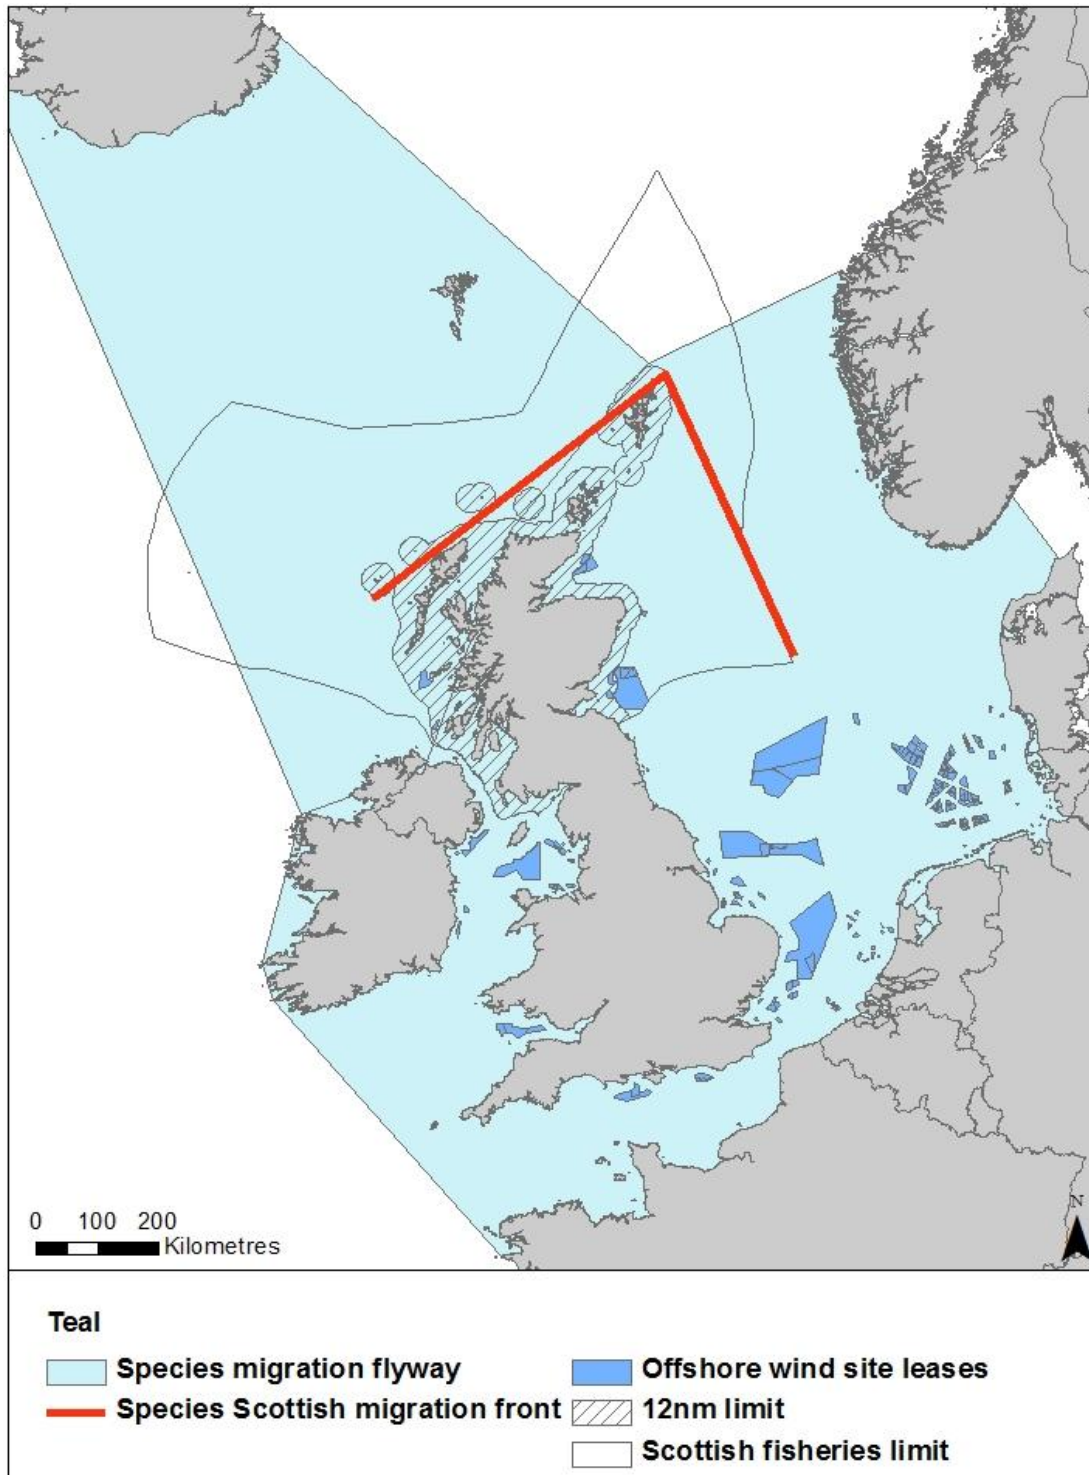 N
0 100 200
Kilometres
Teal
Species migration flyway
Species Scottish migration front
Offshore wind site leases
12nm limit
Scottish fisheries limit